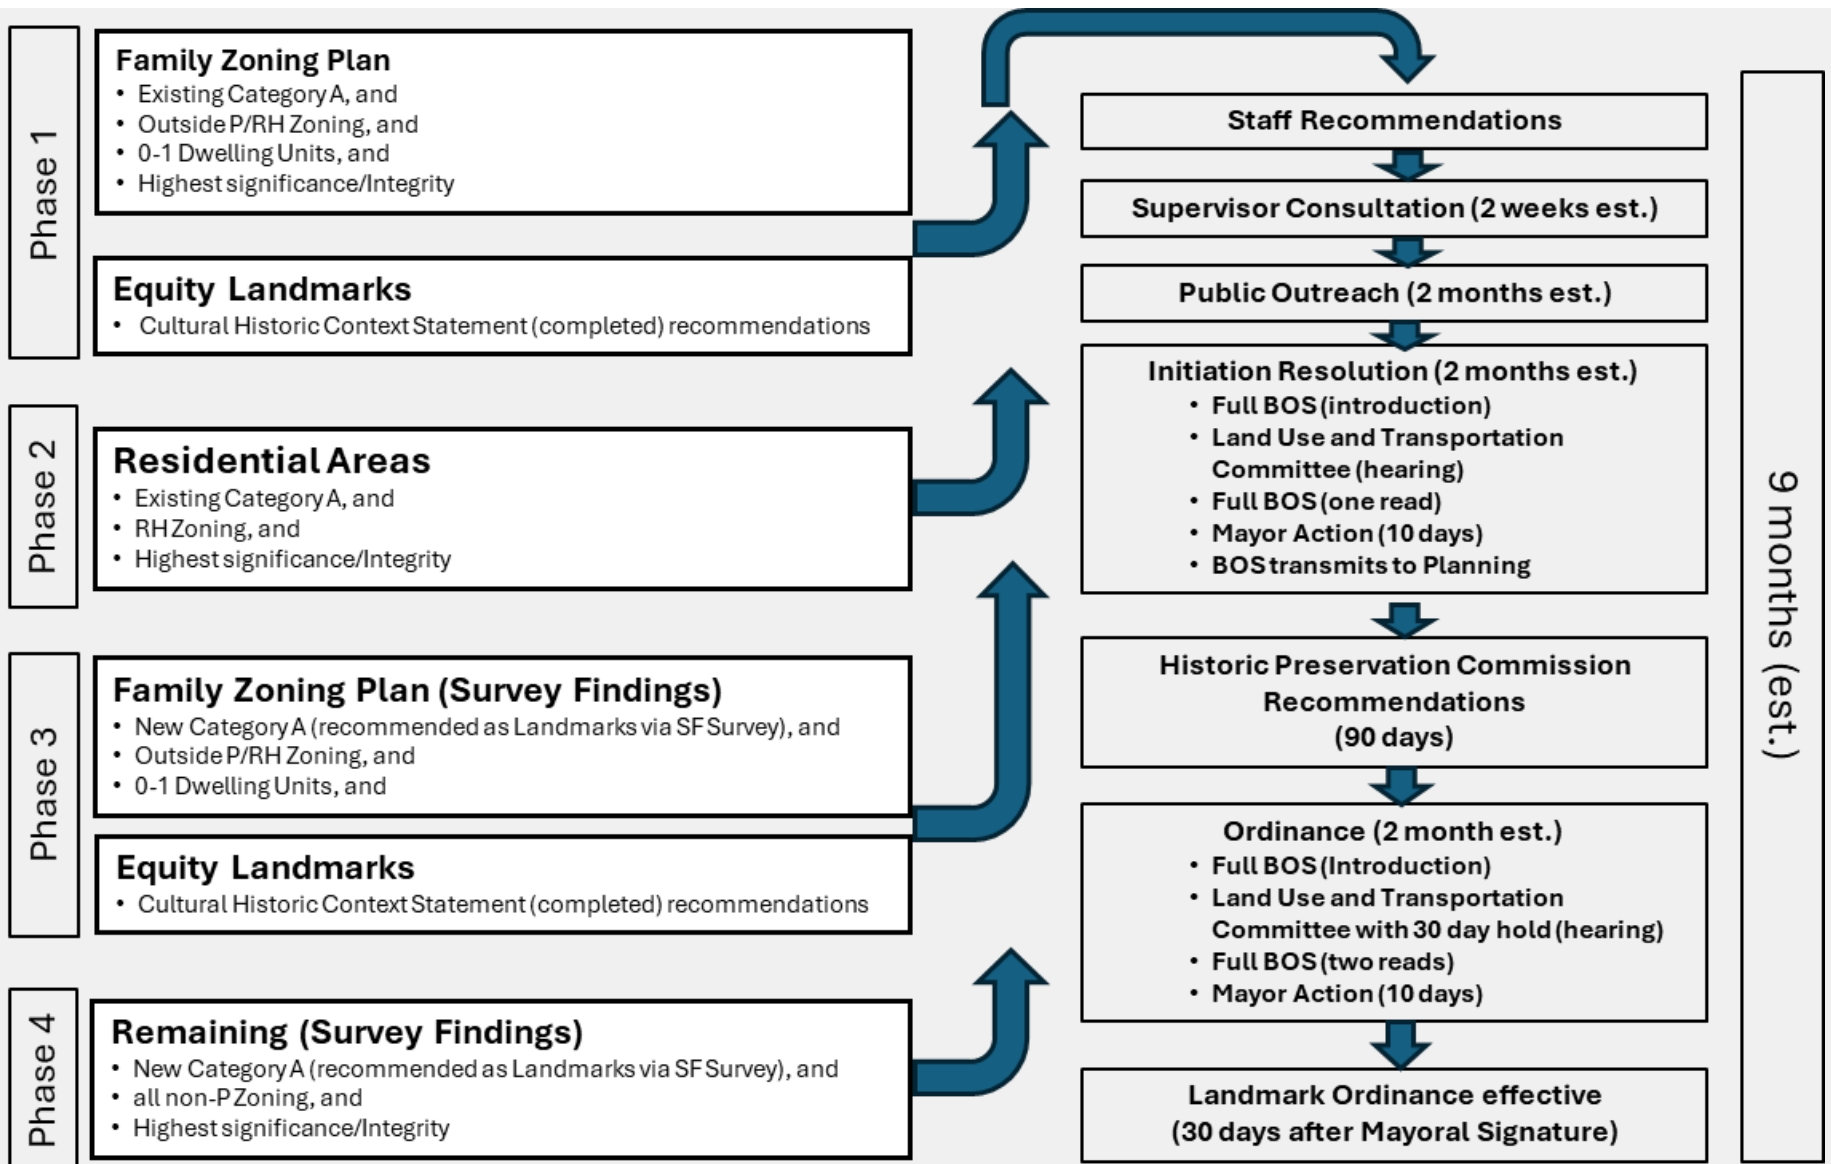 Phase 1
Family Zoning Plan
• Existing Category A, and
• Outside P/RH Zoning, and
• 0-1 Dwelling Units, and
• Highest significance/Integrity
Equity Landmarks
• Cultural Historic Context Statement (completed) recommendations
Phase 2
Residential Areas
• Existing Category A, and
• RH Zoning, and
• Highest significance/Integrity
Phase 3
Family Zoning Plan (Survey Findings)
• New Category A (recommended as Landmarks via SF Survey), and
• Outside P/RH Zoning, and
• 0-1 Dwelling Units, and
Equity Landmarks
• Cultural Historic Context Statement (completed) recommendations
Phase 4
Remaining (Survey Findings)
• New Category A (recommended as Landmarks via SF Survey), and
• all non-P Zoning, and
• Highest significance/Integrity
Staff Recommendations
Supervisor Consultation (2 weeks est.)
Public Outreach (2 months est.)
Initiation Resolution (2 months est.)
• Full BOS (introduction)
• Land Use and Transportation
Committee (hearing)
• Full BOS (one read)
• Mayor Action (10 days)
• BOS transmits to Planning
Historic Preservation Commission
Recommendations
(90 days)
Ordinance (2 month est.)
• Full BOS (Introduction)
• Land Use and Transportation
Committee with 30 day hold (hearing)
• Full BOS (two reads)
• Mayor Action (10 days)
Landmark Ordinance effective
(30 days after Mayoral Signature)
9 months (est.)